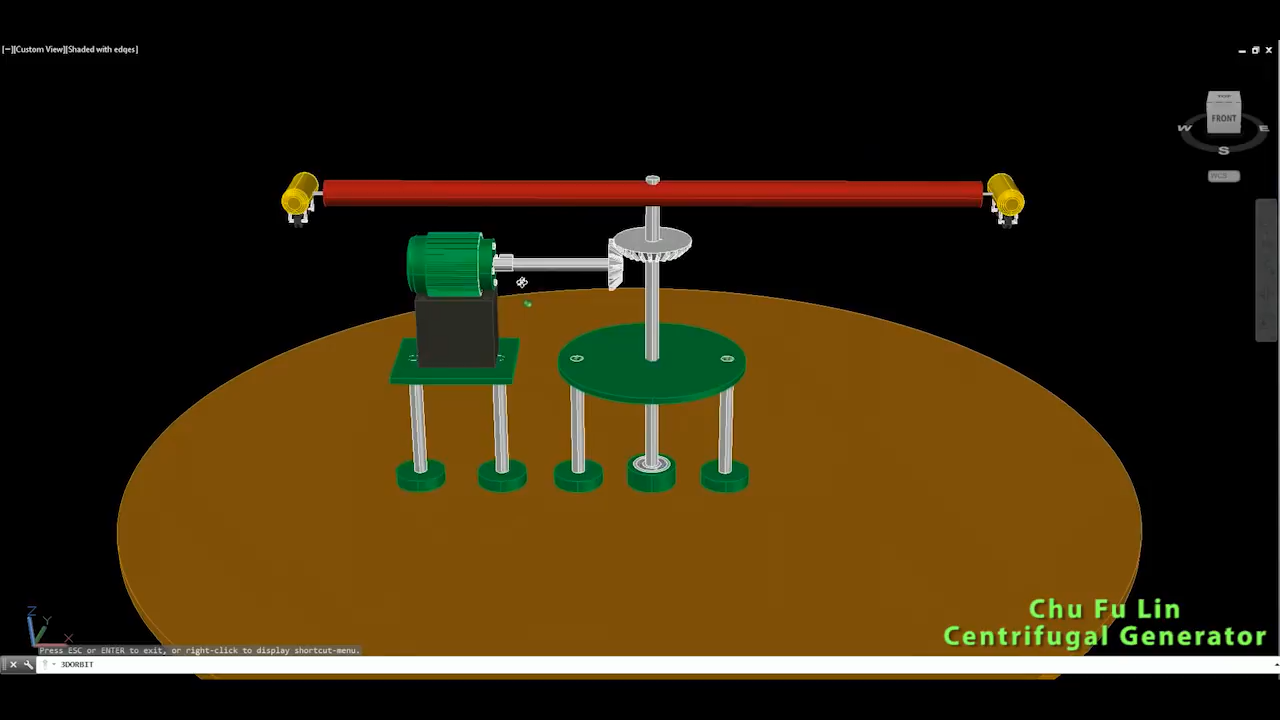 [−][Custom View][Shaded with edges]
FRONT
W
E
S
WCS
Chu Fu Lin
Centrifugal Generator
Z
Y
X
Press ESC or ENTER to exit, or right-click to display shortcut-menu.
3DORBIT